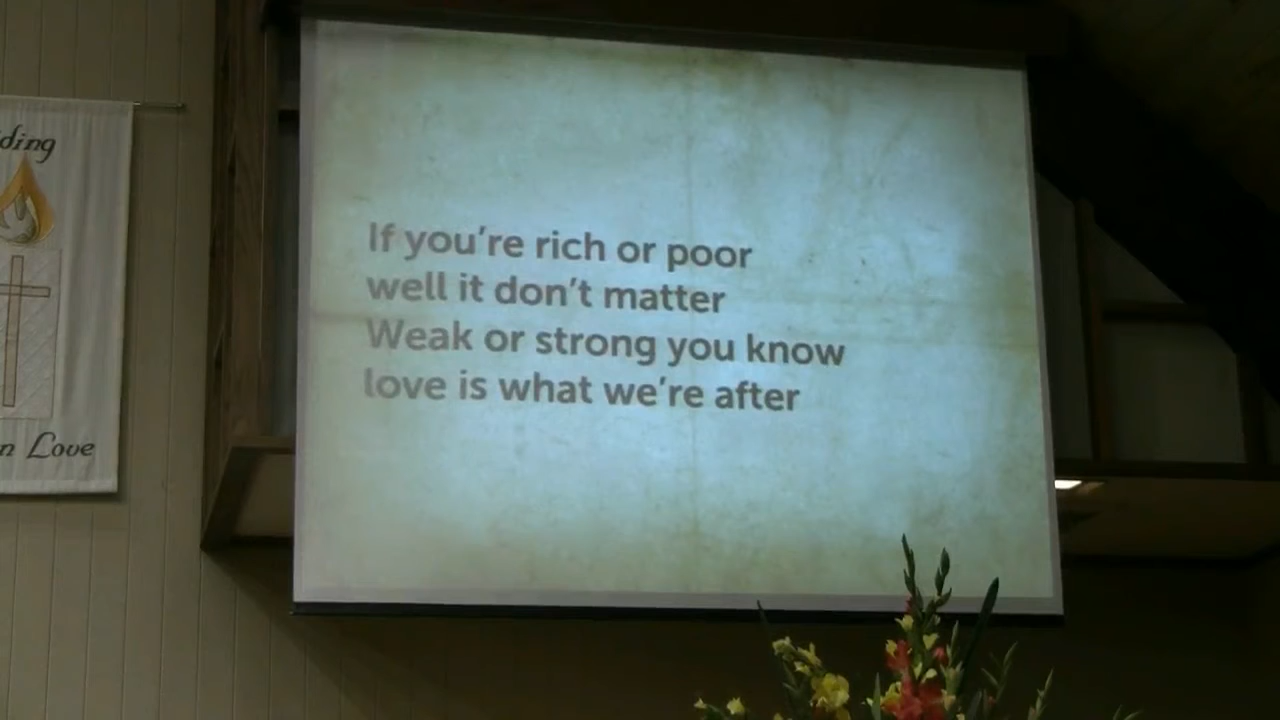 ding
n Love
If you're rich or poor
well it don't matter
Weak or strong you know
love is what we're after